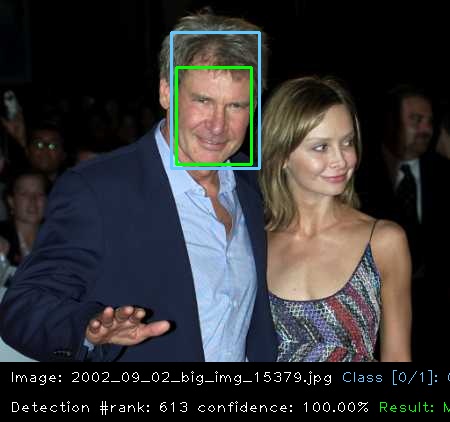 Image: 2002_09_02_big_img_15379.jpg Class [0/1]:
Detection #rank: 613 confidence: 100.00% Result: